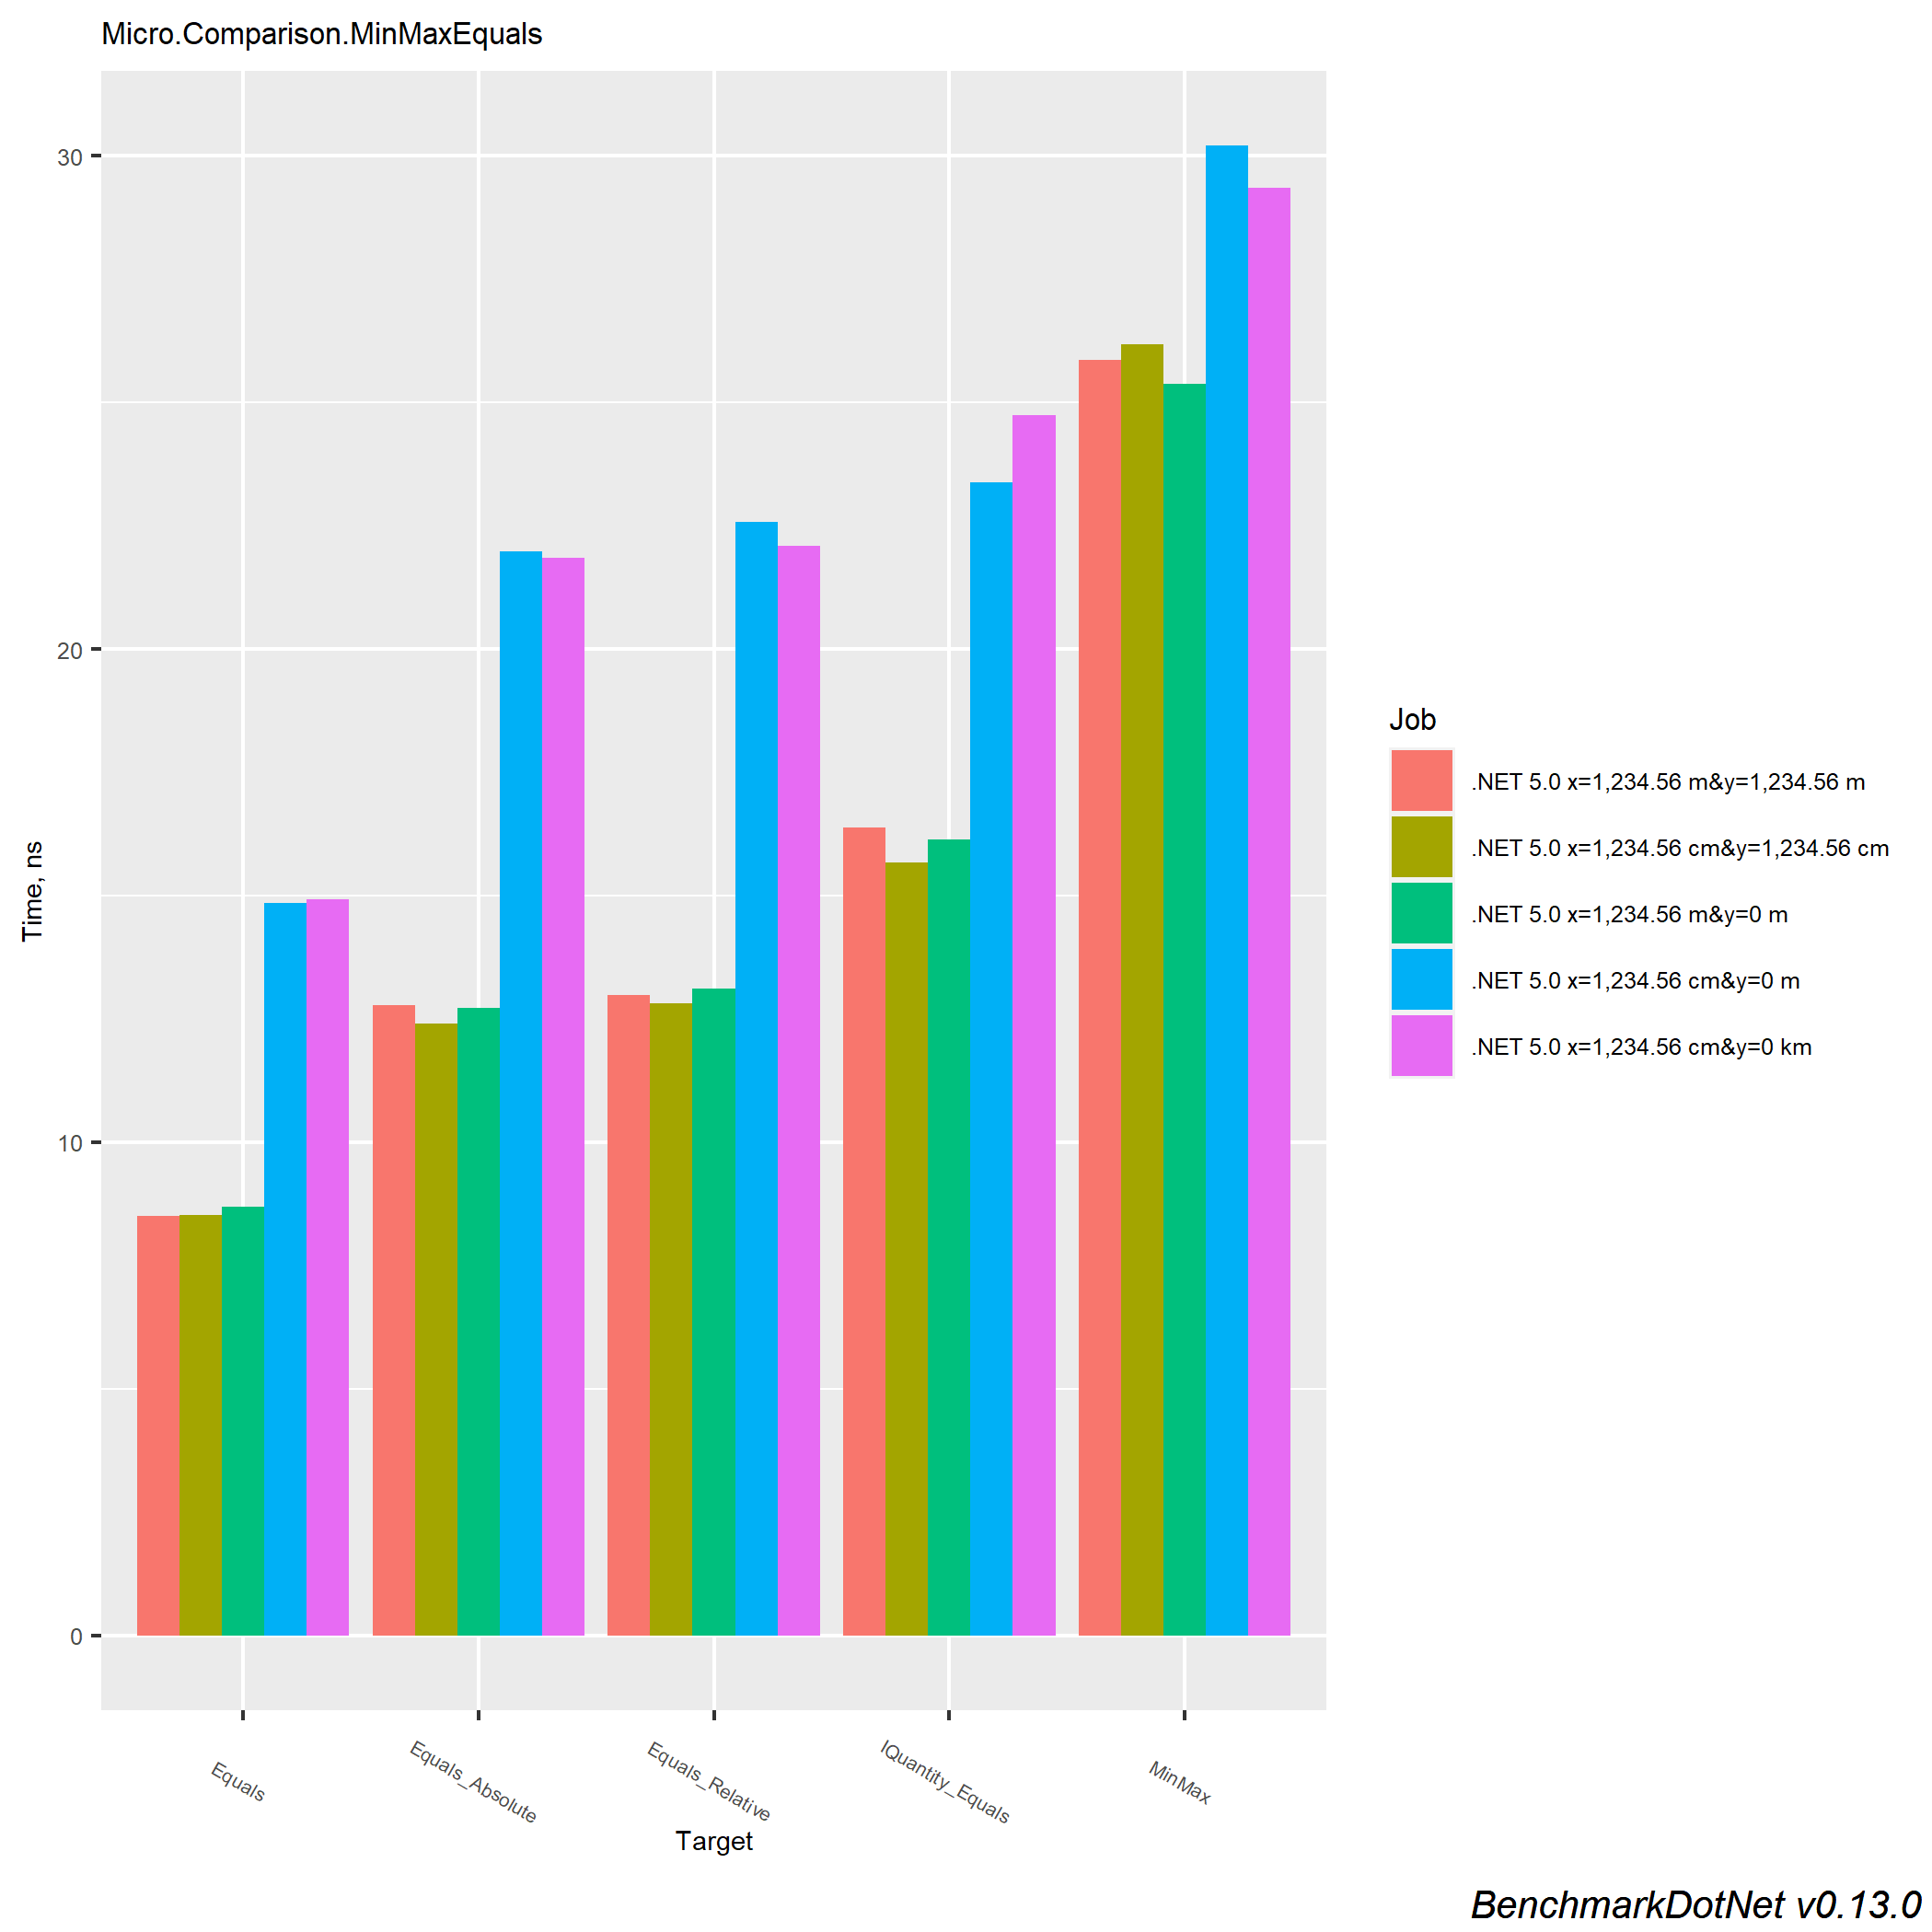 Micro.Comparison.MinMaxEquals
30
20
10
0
Time, ns
Equals
Equals_Absolute
Equals_Relative
IQuantity_Equals
MinMax
Target
Job
.NET 5.0 x=1,234.56 m&y=1,234.56 m
.NET 5.0 x=1,234.56 cm&y=1,234.56 cm
.NET 5.0 x=1,234.56 m&y=0 m
.NET 5.0 x=1,234.56 cm&y=0 m
.NET 5.0 x=1,234.56 cm&y=0 km
BenchmarkDotNet v0.13.0